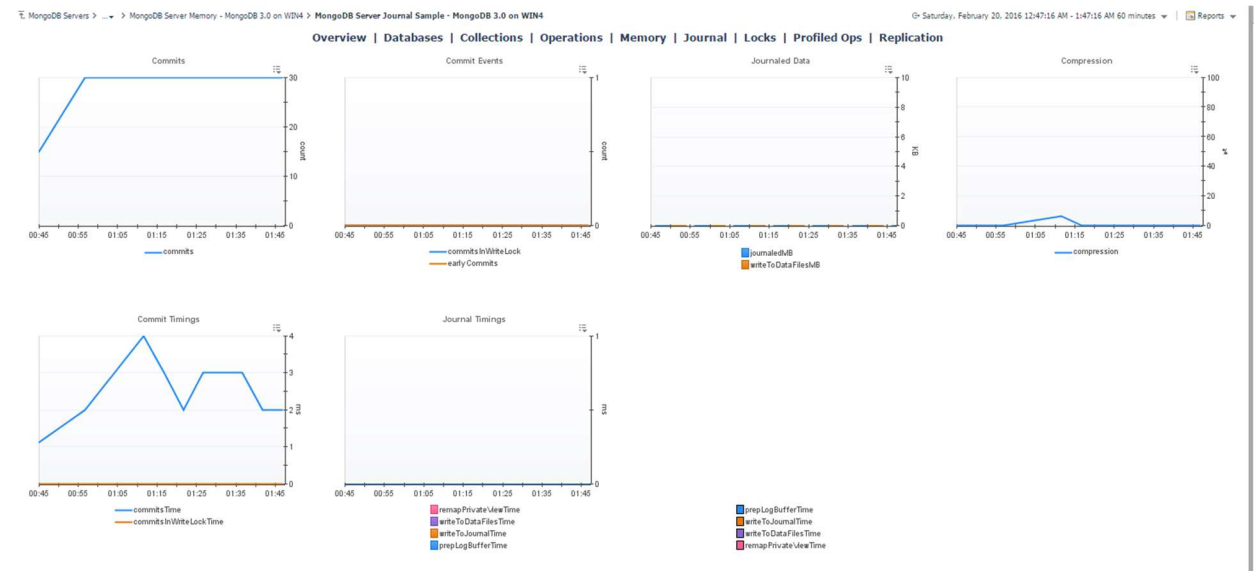 MongoDB Servers > ... > MongoDB Server Memory - MongoDB 3.0 on WIN4 > MongoDB Server Journal Sample - MongoDB 3.0 on WIN4
Saturday, February 20, 2016 12:47:16 AM - 1:47:16 AM 60 minutes | Reports
Overview | Databases | Collections | Operations | Memory | Journal | Locks | Profiled Ops | Replication
Commits
30
20
10
0
count
00:45 00:55 01:05 01:15 01:25 01:35 01:45
commits
Commit Events
1
0
count
00:45 00:55 01:05 01:15 01:25 01:35 01:45
commitsInWriteLock
earlyCommits
Journaled Data
10
8
6
4
2
0
KB
00:45 00:55 01:05 01:15 01:25 01:35 01:45
journaledMB
writeToDataFilesMB
Compression
100
80
60
40
20
0
00:45 00:55 01:05 01:15 01:25 01:35 01:45
compression
Commit Timings
4
3
2
1
0
ms
00:45 00:55 01:05 01:15 01:25 01:35 01:45
commitsTime
commitsInWriteLockTime
Journal Timings
1
0
ms
00:45 00:55 01:05 01:15 01:25 01:35 01:45
remapPrivateViewTime
writeToDataFilesTime
writeToJournalTime
prepLogBufferTime
prepLogBufferTime
writeToJournalTime
writeToDataFilesTime
remapPrivateViewTime